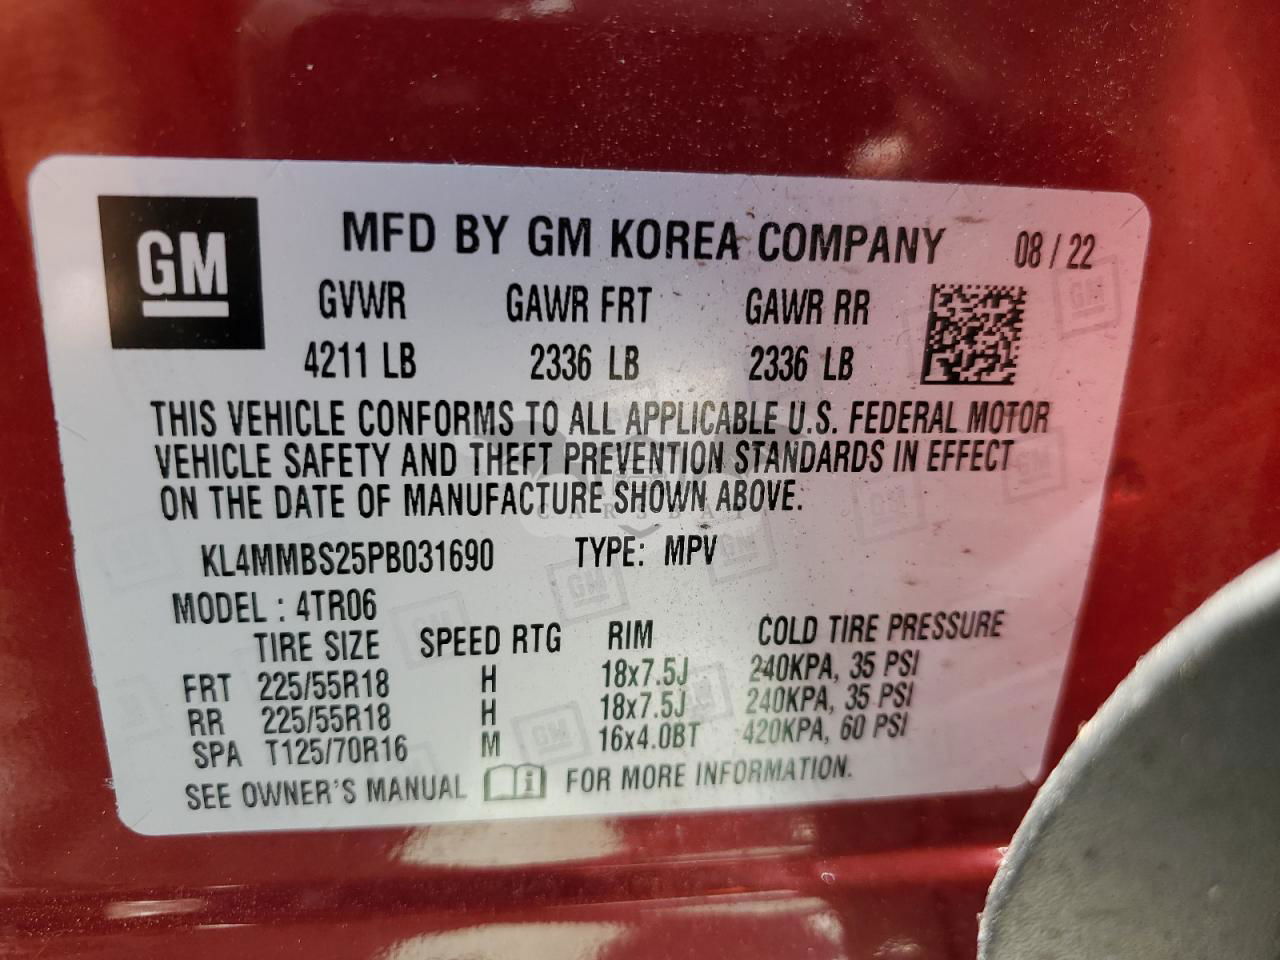 GM
MFD BY GM KOREA COMPANY 08 / 22
GVWR GAWR FRT GAWR RR
4211 LB 2336 LB 2336 LB
THIS VEHICLE CONFORMS TO ALL APPLICABLE U.S. FEDERAL MOTOR
VEHICLE SAFETY AND THEFT PREVENTION STANDARDS IN EFFECT
ON THE DATE OF MANUFACTURE SHOWN ABOVE.
KL4MMBS25PB031690 TYPE: MPV
MODEL : 4TR06
TIRE SIZE SPEED RTG RIM COLD TIRE PRESSURE
FRT 225/55R18 H 18x7.5J 240KPA, 35 PSI
RR 225/55R18 H 18x7.5J 240KPA, 35 PSI
SPA T125/70R16 M 16x4.0BT 420KPA, 60 PSI
SEE OWNER'S MANUAL i FOR MORE INFORMATION.